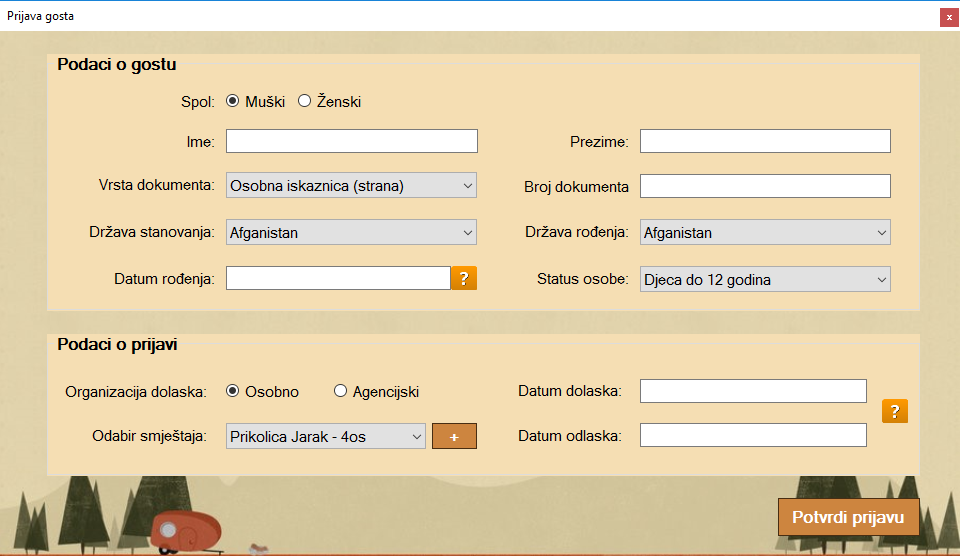 Prijava gosta
x
Podaci o gostu
Spol: Muški Ženski
Ime: Prezime:
Vrsta dokumenta: Osobna iskaznica (strana) Broj dokumenta
Država stanovanja: Afganistan Država rođenja: Afganistan
Datum rođenja: ? Status osobe: Djeca do 12 godina
Podaci o prijavi
Organizacija dolaska: Osobno Agencijski Datum dolaska:
?
Odabir smještaja: Prikolica Jarak - 4os + Datum odlaska:
Potvrdi prijavu